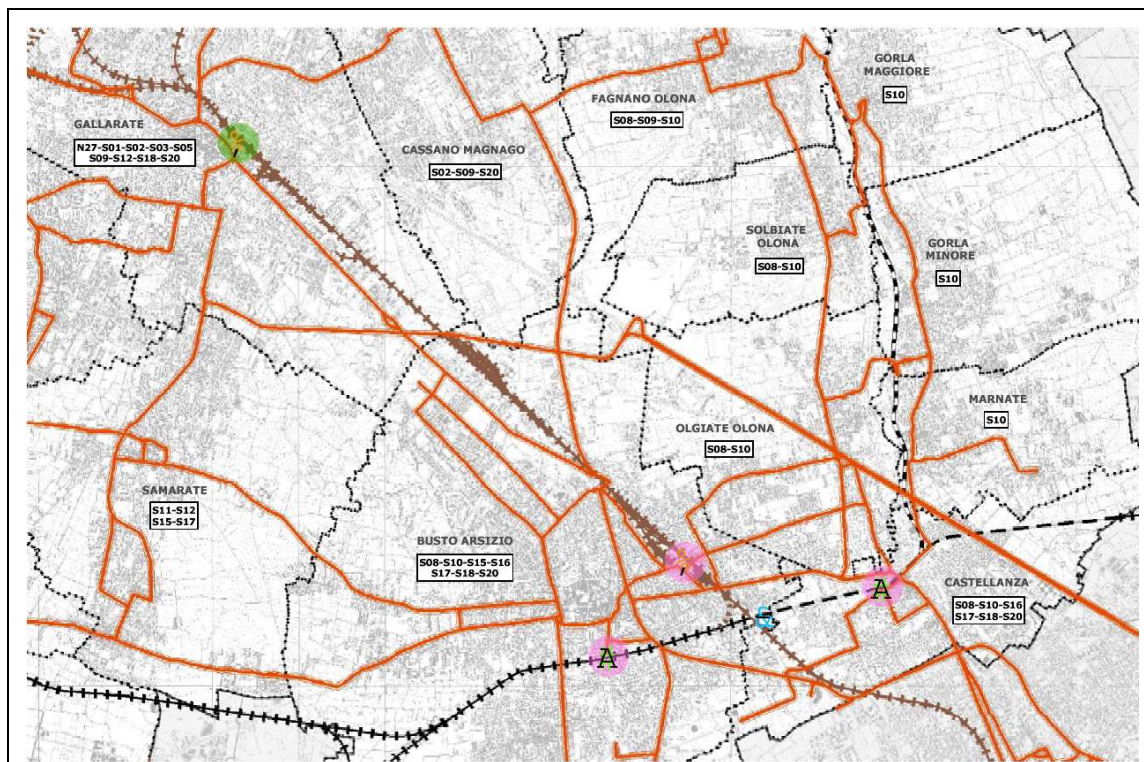 GORLA
MAGGIORE
S10
FAGNANO OLONA
S08-S09-S10
GALLARATE
N27-S01-S02-S03-S05
S09-S12-S18-S20
CASSANO MAGNAGO
S02-S09-S20
SOLBIATE
OLONA
S08-S10
GORLA
MINORE
S10
MARNATE
S10
OLGIATE OLONA
S08-S10
SAMARATE
S11-S12
S15-S17
BUSTO ARSIZIO
S08-S10-S15-S16
S17-S18-S20
CASTELLANZA
S08-S10-S16
S17-S18-S20
A
&
A